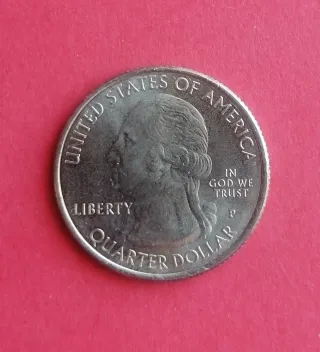 UNITED STATES OF AMERICA
IN
GOD WE
TRUST
LIBERTY
P
QUARTER DOLLAR